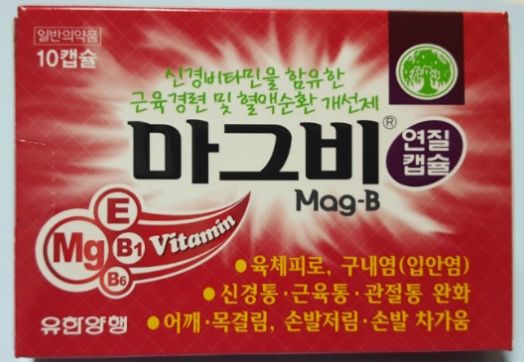 일반의약품
10캡슐
신경비타민을 함유한
근육경련 및 혈액순환 개선제
마그비®
연질
캡슐
Mag-B
E
Mg B1 Vitamin
B6
• 육체피로, 구내염(입안염)
• 신경통·근육통·관절통 완화
• 어깨·목결림, 손발저림·손발 차가움
유한양행